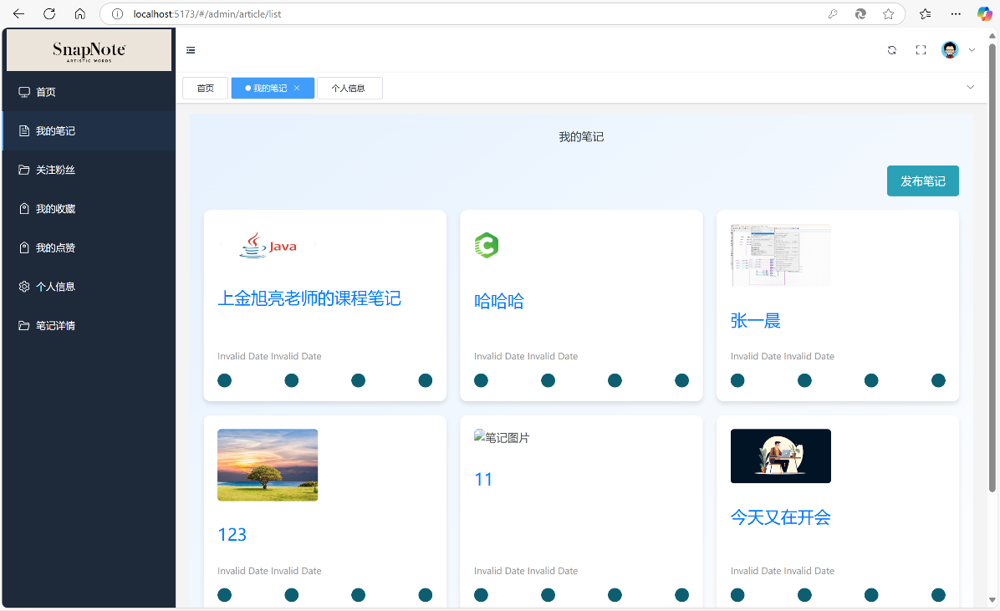 localhost:5173/#/admin/article/list
SnapNote
ARTISTIC WORDS
首页
我的笔记
关注粉丝
我的收藏
我的点赞
个人信息
笔记详情
首页
我的笔记
个人信息
我的笔记
发布笔记
Java
上金旭亮老师的课程笔记
Invalid Date Invalid Date
C
哈哈哈
Invalid Date Invalid Date
张一晨
Invalid Date Invalid Date
123
Invalid Date Invalid Date
笔记图片
11
Invalid Date Invalid Date
今天又在开会
Invalid Date Invalid Date